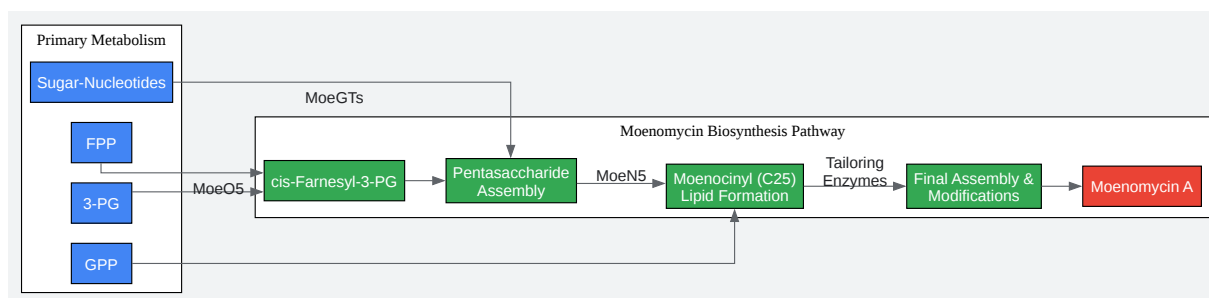 Primary Metabolism
Sugar-Nucleotides
MoeGTs
FPP
MoeO5
3-PG
GPP
Moenomycin Biosynthesis Pathway
cis-Farnesyl-3-PG
Pentasaccharide
Assembly
MoeN5
Moenocinyl (C25)
Lipid Formation
Tailoring
Enzymes
Final Assembly &
Modifications
Moenomycin A